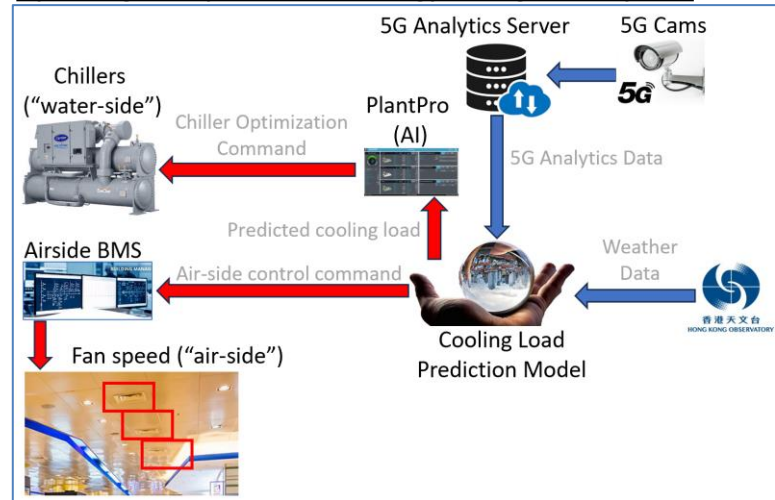 5G Analytics Server
5G Cams
Chillers
("water-side")
PlantPro
(AI)
5G
Chiller Optimization
Command
5G Analytics Data
Predicted cooling load
Airside BMS
Air-side control command
Weather
Data
香港天文台
HONG KONG OBSERVATORY
Cooling Load
Prediction Model
Fan speed ("air-side")